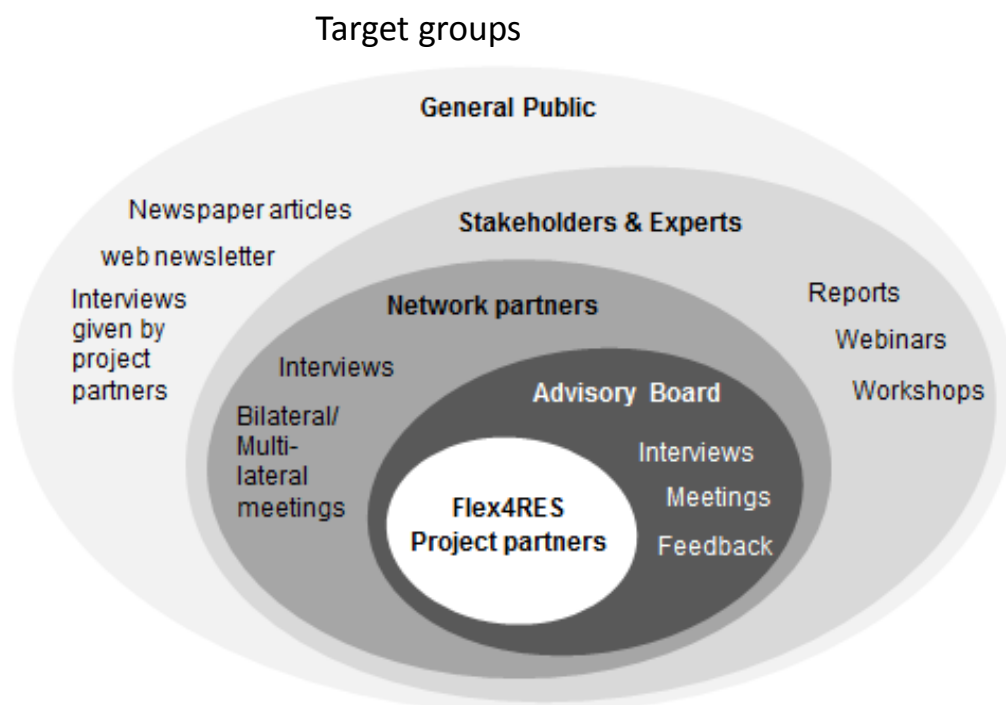 Target groups
General Public
Newspaper articles
web newsletter
Interviews
given by
project
partners
Stakeholders & Experts
Reports
Webinars
Workshops
Network partners
Interviews
Bilateral/
Multi-
lateral
meetings
Advisory Board
Interviews
Meetings
Feedback
Flex4RES
Project partners